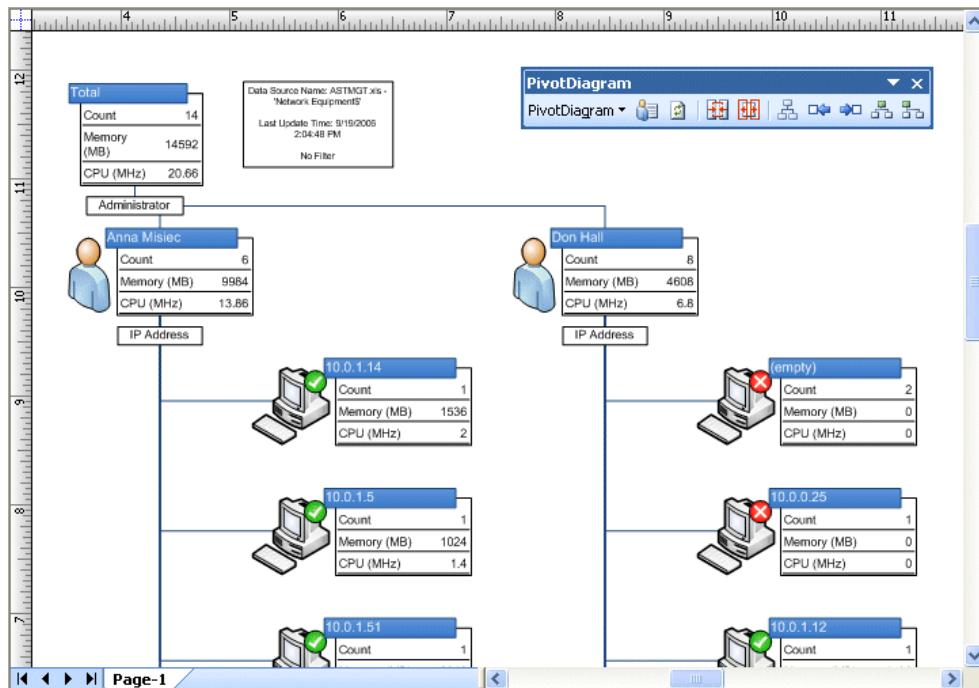 4 5 6 7 8 9 10 11
12
11
10
9
8
7
PivotDiagram
PivotDiagram
Total
Count 14
Memory (MB) 14592
CPU (MHz) 20.66
Data Source Name: ASTMGT.xls -
'Network Equipment$'
Last Update Time: 9/19/2006
2:04:48 PM
No Filter
Administrator
Anna Misiec
Count 6
Memory (MB) 9984
CPU (MHz) 13.86
IP Address
Don Hall
Count 8
Memory (MB) 4608
CPU (MHz) 6.8
IP Address
10.0.1.14
Count 1
Memory (MB) 1536
CPU (MHz) 2
(empty)
Count 2
Memory (MB) 0
CPU (MHz) 0
10.0.1.5
Count 1
Memory (MB) 1024
CPU (MHz) 1.4
10.0.0.25
Count 1
Memory (MB) 0
CPU (MHz) 0
10.0.1.51
Count 1
10.0.1.12
Count 1
Page-1